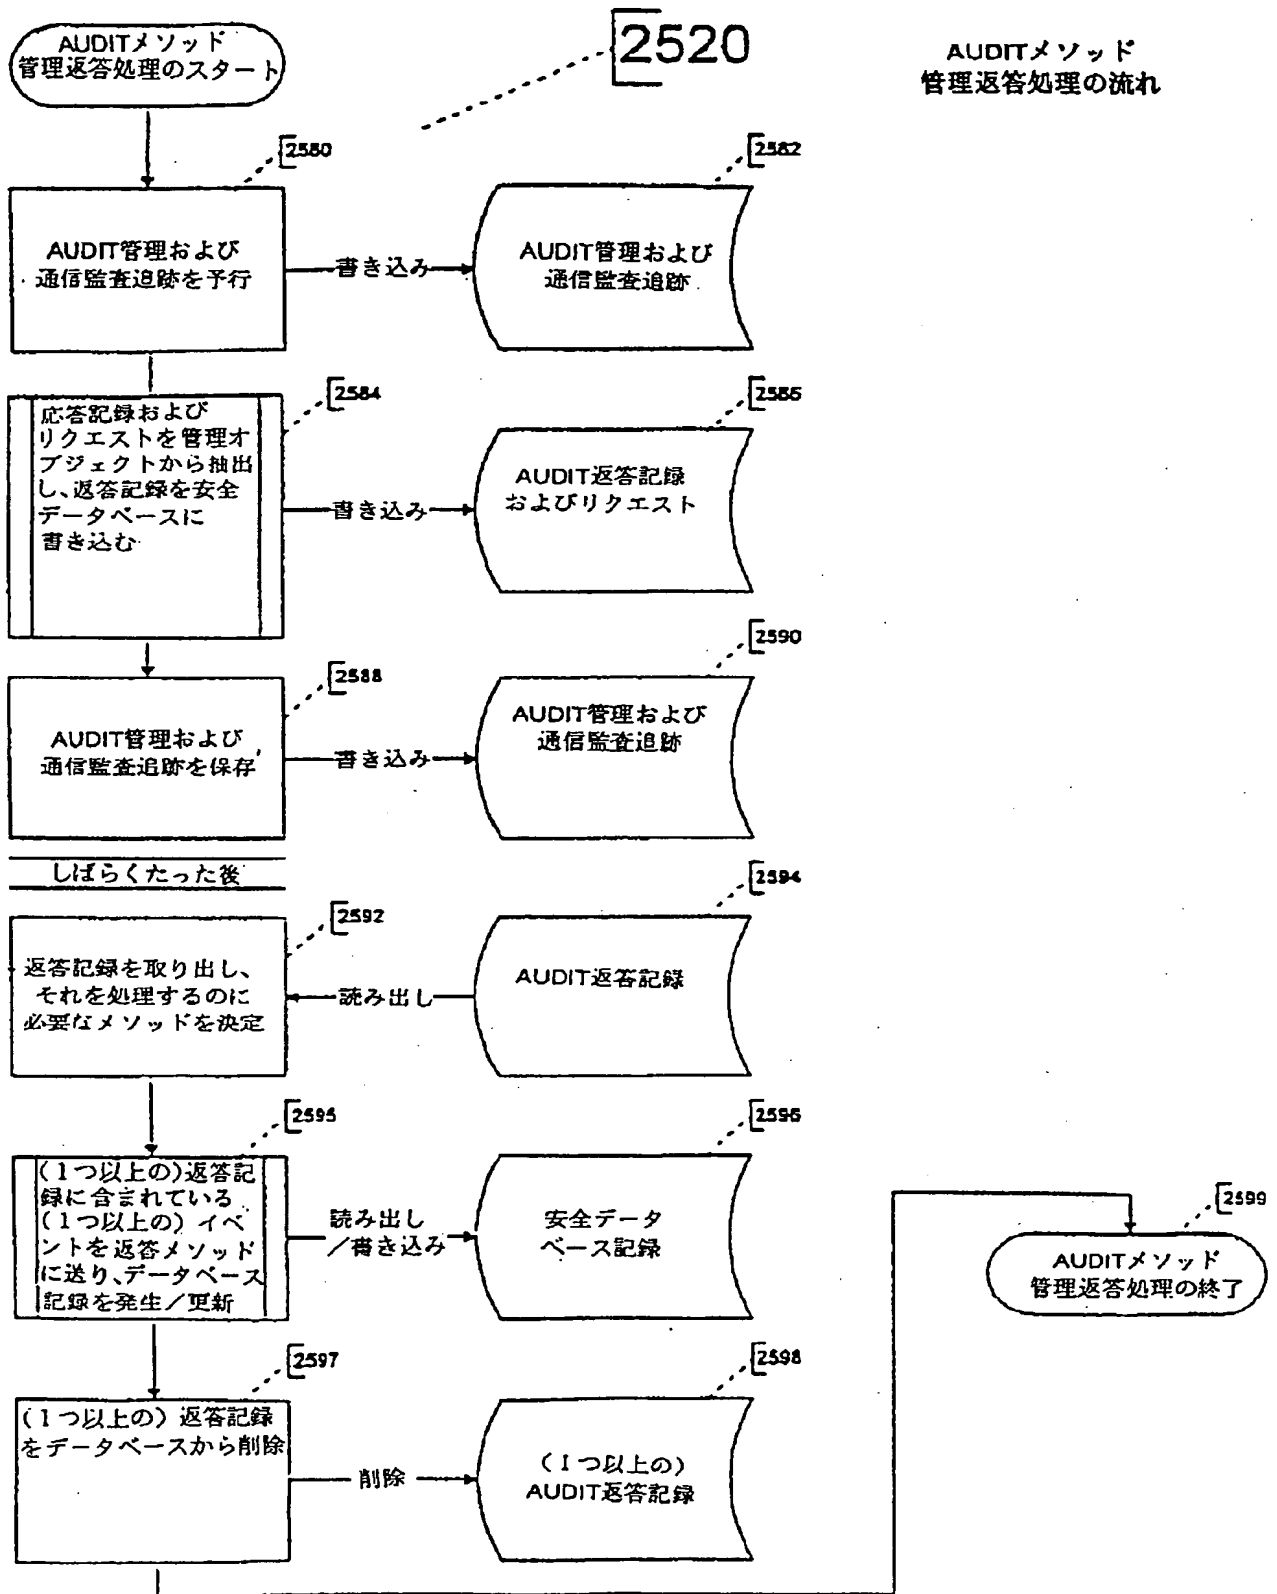 AUDITメソッド
管理返答処理のスタート
2520
AUDITメソッド
管理返答処理の流れ
2580
2582
AUDIT管理および
通信監査追跡を予行
書き込み
AUDIT管理および
通信監査追跡
2584
2586
応答記録および
リクエストを管理オ
ブジェクトから抽出
し、返答記録を安全
データベースに
書き込む
書き込み
AUDIT返答記録
およびリクエスト
2588
2590
AUDIT管理および
通信監査追跡を保存
書き込み
AUDIT管理および
通信監査追跡
しばらくたった後
2592
2594
返答記録を取り出し、
それを処理するのに
必要なメソッドを決定
読み出し
AUDIT返答記録
2595
2596
(1つ以上の)返答記
録に含まれている
(1つ以上の)イベ
ントを返答メソッド
に送り、データベース
記録を発生/更新
読み出し
/書き込み
安全データ
ベース記録
2599
AUDITメソッド
管理返答処理の終了
2597
2598
(1つ以上の)返答記録
をデータベースから削除
削除
(1つ以上の)
AUDIT返答記録